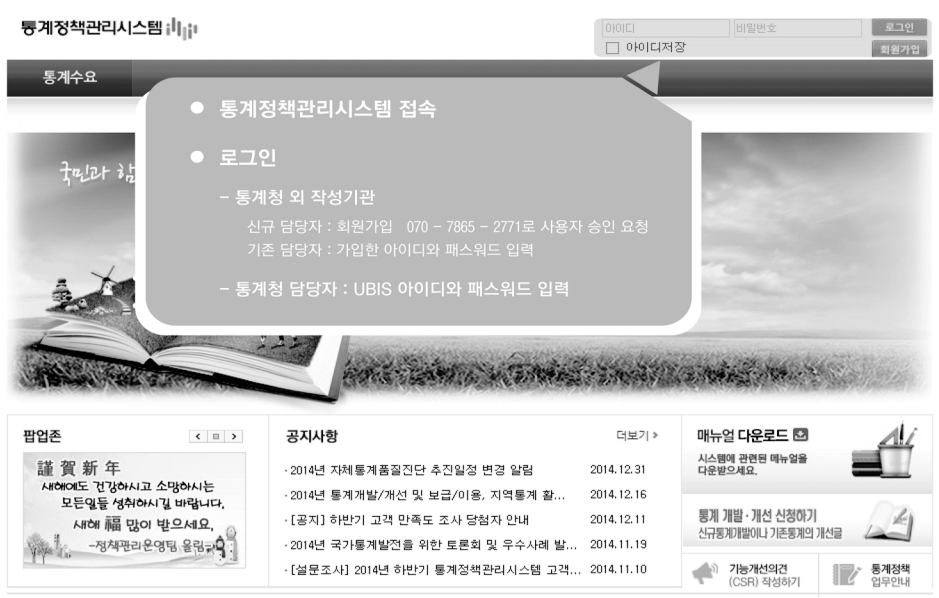 통계정책관리시스템
아이디 비밀번호 로그인
아이디저장 회원가입
통계수요
● 통계정책관리시스템 접속
● 로그인
- 통계청 외 작성기관
신규 담당자 : 회원가입 070 - 7865 - 2771로 사용자 승인 요청
기존 담당자 : 가입한 아이디와 패스워드 입력
- 통계청 담당자 : UBIS 아이디와 패스워드 입력
국민과 함
팝업존
謹賀新年
새해에도 건강하시고 소망하시는
모든일들 성취하시길 바랍니다.
새해 福 많이 받으세요,
-정책관리운영팀 올림-
공지사항 더보기 >
· 2014년 자체통계품질진단 추진일정 변경 알림 2014.12.31
· 2014년 통계개발/개선 및 보급/이용, 지역통계 활... 2014.12.16
· [공지] 하반기 고객 만족도 조사 당첨자 안내 2014.12.11
· 2014년 국가통계발전을 위한 토론회 및 우수사례 발... 2014.11.19
· [설문조사] 2014년 하반기 통계정책관리시스템 고객... 2014.11.10
매뉴얼 다운로드
시스템에 관련된 메뉴얼을
다운받으세요.
통계 개발·개선 신청하기
신규통계개발이나 기존통계의 개선을
기능개선의견
(CSR) 작성하기
통계정책
업무안내